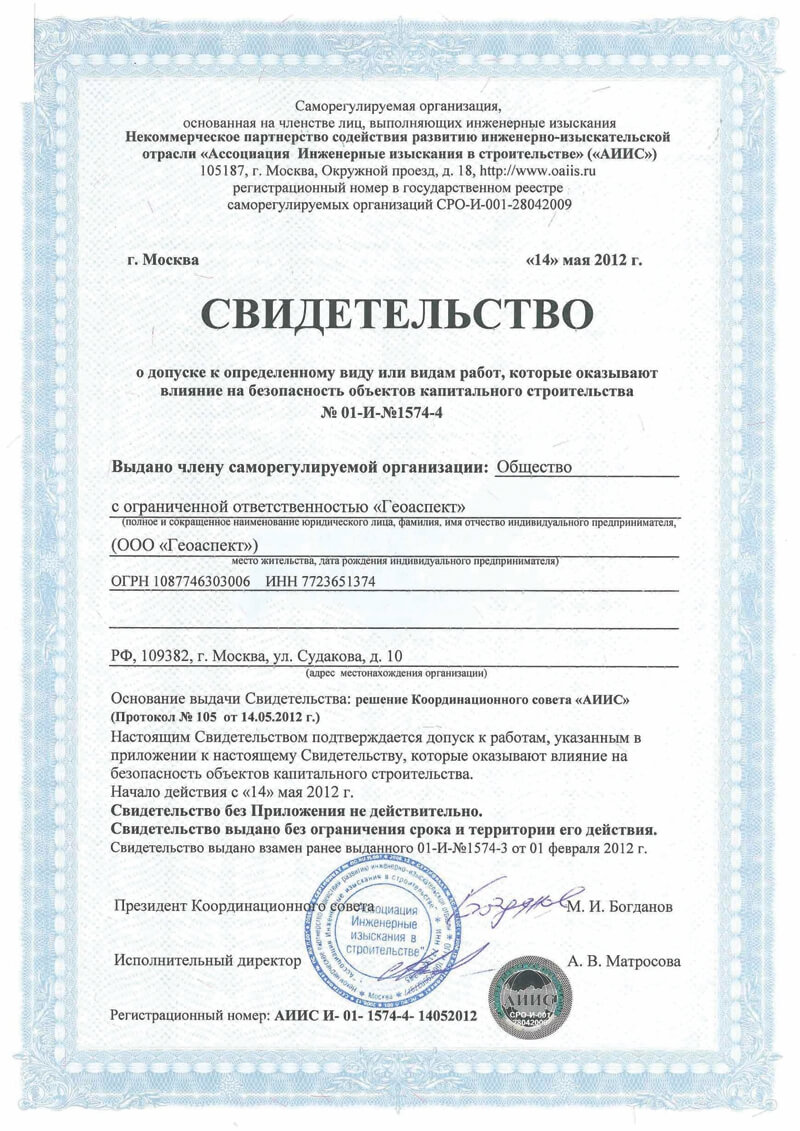 Саморегулируемая организация,
основанная на членстве лиц, выполняющих инженерные изыскания
Некоммерческое партнерство содействия развитию инженерно-изыскательской
отрасли «Ассоциация Инженерные изыскания в строительстве» («АИИС»)
105187, г. Москва, Окружной проезд, д. 18, http://www.oaiis.ru
регистрационный номер в государственном реестре
саморегулируемых организаций СРО-И-001-28042009
г. Москва «14» мая 2012 г.
СВИДЕТЕЛЬСТВО
о допуске к определенному виду или видам работ, которые оказывают
влияние на безопасность объектов капитального строительства
№ 01-И-№1574-4
Выдано члену саморегулируемой организации: Общество
с ограниченной ответственностью «Геоаспект»
(полное и сокращенное наименование юридического лица, фамилия, имя отчество индивидуального предпринимателя,
(ООО «Геоаспект»)
место жительства, дата рождения индивидуального предпринимателя)
ОГРН 1087746303006 ИНН 7723651374
РФ, 109382, г. Москва, ул. Судакова, д. 10
(адрес местонахождения организации)
Основание выдачи Свидетельства: решение Координационного совета «АИИС»
(Протокол № 105 от 14.05.2012 г.)
Настоящим Свидетельством подтверждается допуск к работам, указанным в
приложении к настоящему Свидетельству, которые оказывают влияние на
безопасность объектов капитального строительства.
Начало действия с «14» мая 2012 г.
Свидетельство без Приложения не действительно.
Свидетельство выдано без ограничения срока и территории его действия.
Свидетельство выдано взамен ранее выданного 01-И-№1574-3 от 01 февраля 2012 г.
Президент Координационного совета М. И. Богданов
"Ассоциация
Инженерные
изыскания в
строительстве"
Исполнительный директор А. В. Матросова
АИИС
СРО-И-001
28042009
Регистрационный номер: АИИС И- 01- 1574-4- 14052012